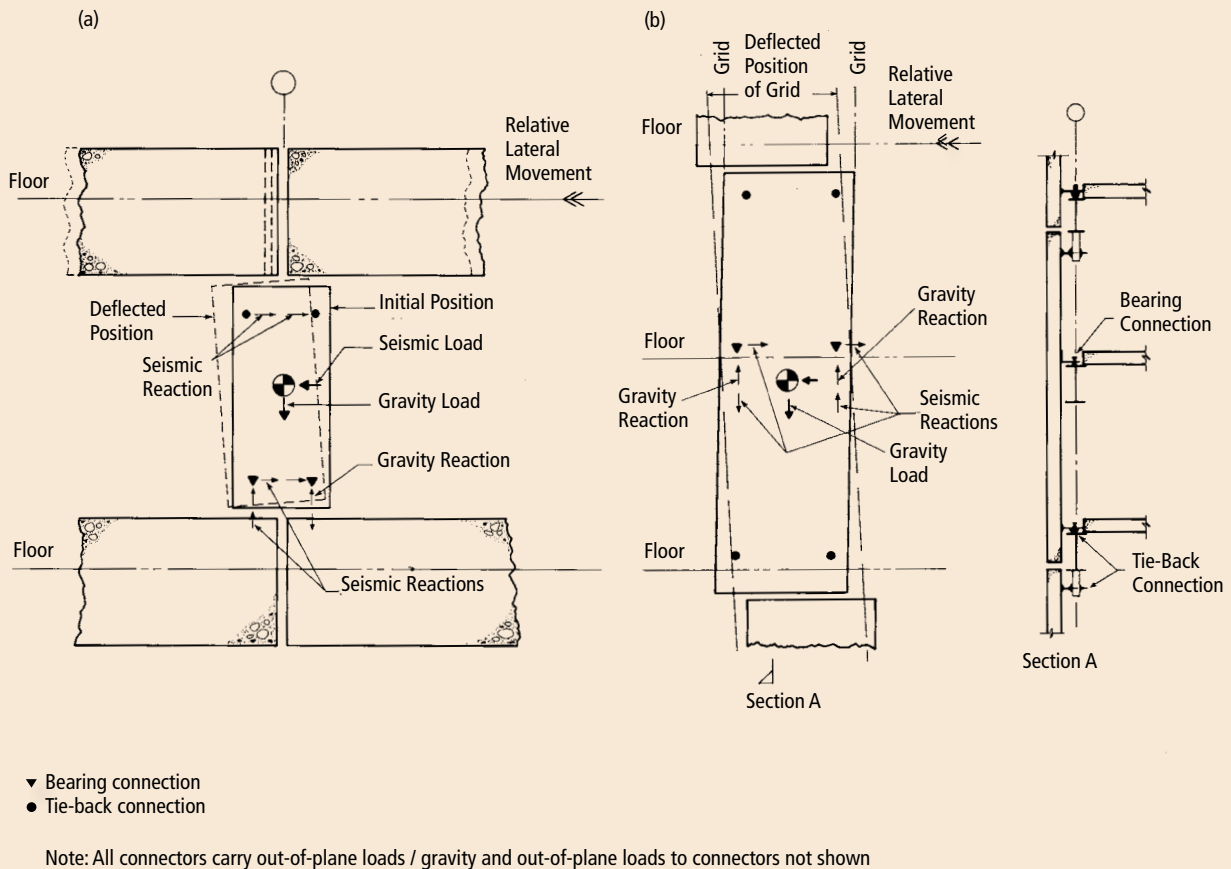 (a)
Relative
Lateral
Movement
Floor
Deflected
Position
Initial Position
Seismic
Reaction
Seismic Load
Gravity Load
Gravity Reaction
Floor
Seismic Reactions
(b)
Grid
Deflected
Position
of Grid
Grid
Relative
Lateral
Movement
Floor
Gravity
Reaction
Floor
Gravity
Reaction
Seismic
Reactions
Gravity
Load
Floor
Section A
Bearing
Connection
Tie-Back
Connection
Section A
Bearing connection
Tie-back connection
Note: All connectors carry out-of-plane loads / gravity and out-of-plane loads to connectors not shown